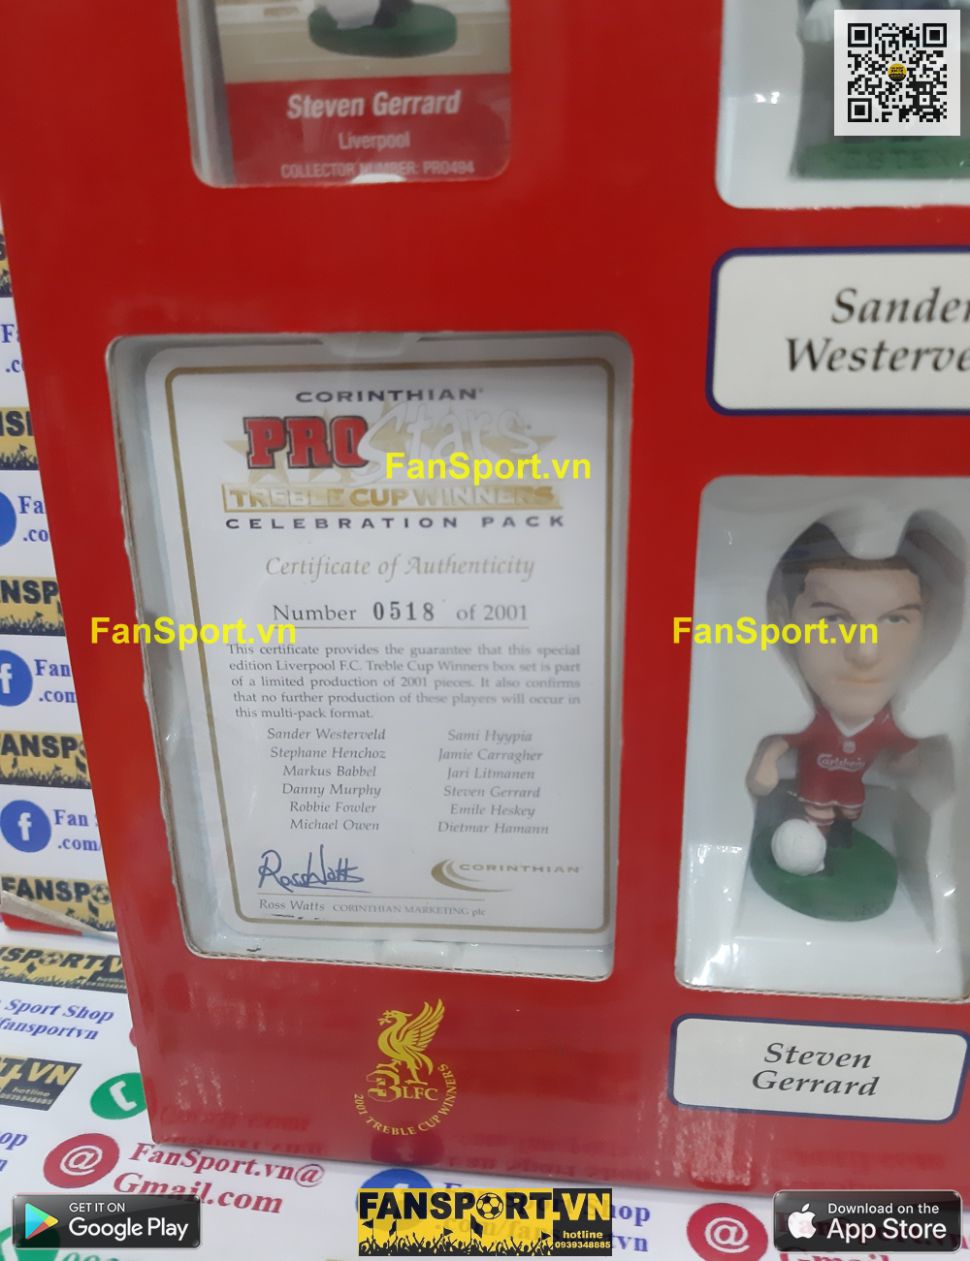 Steven Gerrard
Liverpool
COLLECTOR NUMBER: PRO494
Sander
CORINTHIAN
PRO Stars
TREBLE CUP WINNERS
CELEBRATION PACK
Certificate of Authenticity
Number 0518 of 2001
This certificate provides the guarantee that this special
edition Liverpool F.C. Treble Cup Winners box set is part
of a limited production of 2001 pieces. It also confirms
that no further production of these players will occur in
this multi-pack format.
Sander Westerveld
Stephane Henchoz
Markus Babbel
Danny Murphy
Robbie Fowler
Michael Owen
Sami Hyypia
Jamie Carragher
Jari Litmanen
Steven Gerrard
Emile Heskey
Dietmar Hamann
Ross Watts
CORINTHIAN
Ross Watts CORINTHIAN MARKETING plc
FanSport.vn
FanSport.vn
FanSport.vn
Carlsberg
Steven
Gerrard
LFC
2001 TREBLE CUP WINNERS
Sport Shop
/fansportvn
FanSport.vn@
Gmail.com
GET IT ON
Google Play
FANSPORT.VN
hotline
0939348885
Download on the
App Store